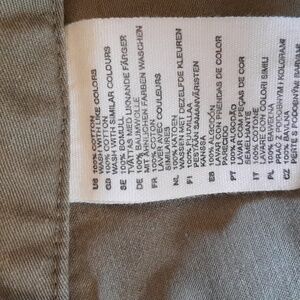 US 100% COTTON
WASH WITH LIKE COLORS
GB 100% COTTON
WASH WITH SIMILAR COLOURS
SE 100% BOMULL
TVÄTTAS MED LIKNANDE FÄRGER
DE 100% BAUMWOLLE
MIT ÄHNLICHEN FARBEN WASCHEN
FR 100% COTON
LAVER AVEC COULEURS
SIMILAIRES
NL 100% KATOEN
WASSEN MET DEZELFDE KLEUREN
FI 100% PUUVILLAA
PESTÄVÄ SAMANVÄRISTEN
KANSSA
ES 100% ALGODÓN
LAVAR CON PRENDAS DE COLOR
PARECIDO
PT 100% ALGODÃO
LAVAR COM PEÇAS DE COR
SEMELHANTE
IT 100% COTONE
LAVARE CON COLORI SIMILI
PL 100% BAWEŁNA
PRAĆ Z PODOBNYMI KOLORAMI
CZ 100% BAVLNA